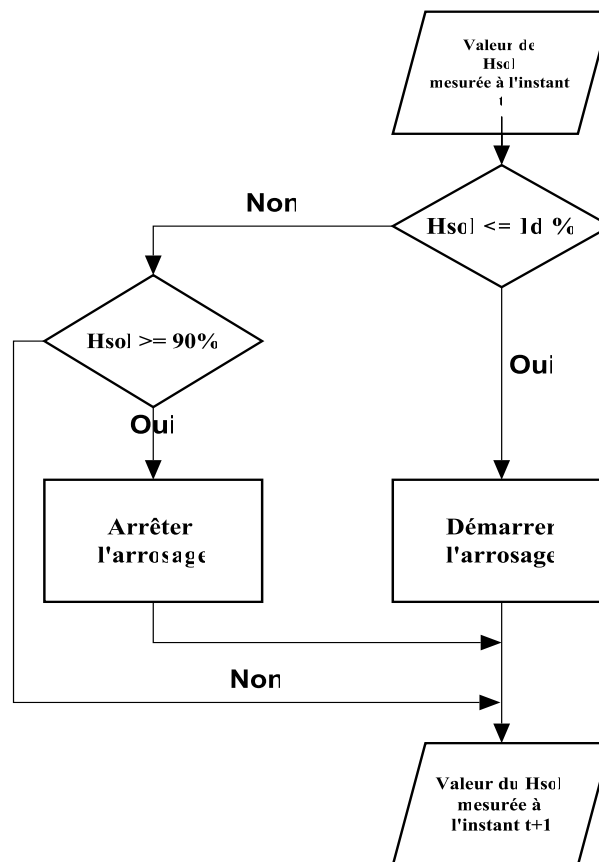 Valeur de
Hsol
mesurée à l'instant
t
Non
Hsol <= Id %
Hsol >= 90%
Oui
Oui
Arrêter
l'arrosage
Démarrer
l'arrosage
Non
Valeur du Hsol
mesurée à
l'instant t+1